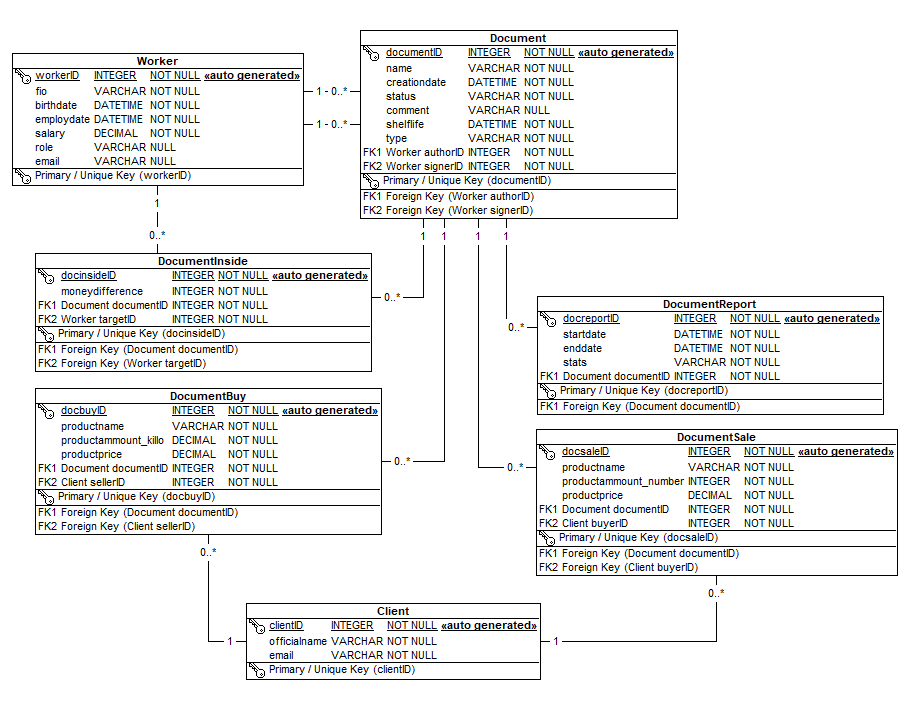 Worker
workerID INTEGER NOT NULL «auto generated»
fio VARCHAR NOT NULL
birthdate DATETIME NOT NULL
employdate DATETIME NOT NULL
salary DECIMAL NOT NULL
role VARCHAR NULL
email VARCHAR NULL
Primary / Unique Key (workerID)
1 - 0..*
1 - 0..*
Document
documentID INTEGER NOT NULL «auto generated»
name VARCHAR NOT NULL
creationdate DATETIME NOT NULL
status VARCHAR NOT NULL
comment VARCHAR NULL
shelflife DATETIME NOT NULL
type VARCHAR NOT NULL
FK1 Worker authorID INTEGER NOT NULL
FK2 Worker signerID INTEGER NOT NULL
Primary / Unique Key (documentID)
FK1 Foreign Key (Worker authorID)
FK2 Foreign Key (Worker signerID)
1
0..*
1
1
1
1
DocumentInside
docinsideID INTEGER NOT NULL «auto generated»
moneydifference INTEGER NOT NULL
FK1 Document documentID INTEGER NOT NULL
FK2 Worker targetID INTEGER NOT NULL
Primary / Unique Key (docinsideID)
FK1 Foreign Key (Document documentID)
FK2 Foreign Key (Worker targetID)
0..*
0..*
DocumentReport
docreportID INTEGER NOT NULL «auto generated»
startdate DATETIME NOT NULL
enddate DATETIME NOT NULL
stats VARCHAR NOT NULL
FK1 Document documentID INTEGER NOT NULL
Primary / Unique Key (docreportID)
FK1 Foreign Key (Document documentID)
DocumentBuy
docbuyID INTEGER NOT NULL «auto generated»
productname VARCHAR NOT NULL
productammount_killo DECIMAL NOT NULL
productprice DECIMAL NOT NULL
FK1 Document documentID INTEGER NOT NULL
FK2 Client sellerID INTEGER NOT NULL
Primary / Unique Key (docbuyID)
FK1 Foreign Key (Document documentID)
FK2 Foreign Key (Client sellerID)
0..*
0..*
DocumentSale
docsaleID INTEGER NOT NULL «auto generated»
productname VARCHAR NOT NULL
productammount_number INTEGER NOT NULL
productprice DECIMAL NOT NULL
FK1 Document documentID INTEGER NOT NULL
FK2 Client buyerID INTEGER NOT NULL
Primary / Unique Key (docsaleID)
FK1 Foreign Key (Document documentID)
FK2 Foreign Key (Client buyerID)
0..*
0..*
Client
clientID INTEGER NOT NULL «auto generated»
officialname VARCHAR NOT NULL
email VARCHAR NOT NULL
Primary / Unique Key (clientID)
1
1